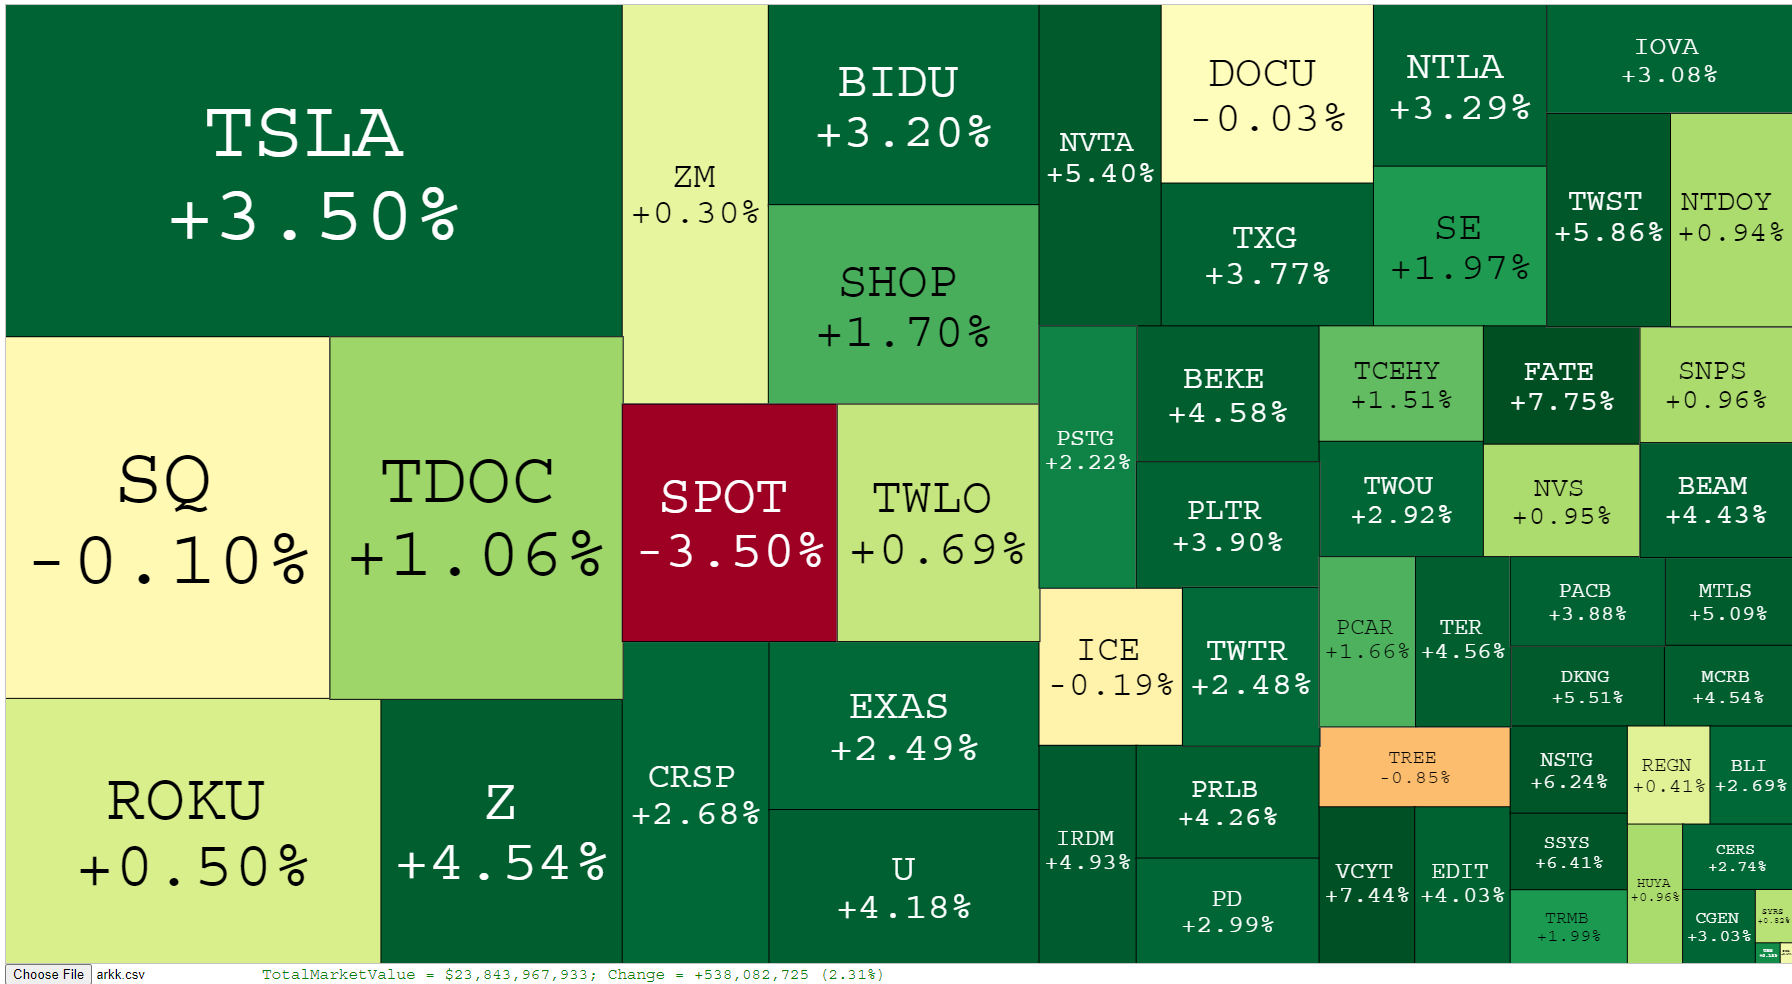 TSLA
+3.50%
ZM
+0.30%
BIDU
+3.20%
SHOP
+1.70%
NVTA
+5.40%
DOCU
-0.03%
TXG
+3.77%
NTLA
+3.29%
SE
+1.97%
IOVA
+3.08%
TWST
+5.86%
NTDOY
+0.94%
SQ
-0.10%
TDOC
+1.06%
SPOT
-3.50%
TWLO
+0.69%
PSTG
+2.22%
BEKE
+4.58%
PLTR
+3.90%
TCEHY
+1.51%
FATE
+7.75%
SNPS
+0.96%
TWOU
+2.92%
NVS
+0.95%
BEAM
+4.43%
ROKU
+0.50%
Z
+4.54%
CRSP
+2.68%
EXAS
+2.49%
U
+4.18%
ICE
-0.19%
TWTR
+2.48%
PCAR
+1.66%
TER
+4.56%
PACB
+3.88%
MTLS
+5.09%
DKNG
+5.51%
MCRB
+4.54%
IRDM
+4.93%
PRLB
+4.26%
PD
+2.99%
TREE
-0.85%
VCYT
+7.44%
EDIT
+4.03%
NSTG
+6.24%
REGN
+0.41%
BLI
+2.69%
SSYS
+6.41%
TRMB
+1.99%
HUYA
+0.96%
CERS
+2.74%
CGEN
+3.03%
SYRS
Choose File arkk.csv TotalMarketValue = $23,843,967,933; Change = +538,082,725 (2.31%)